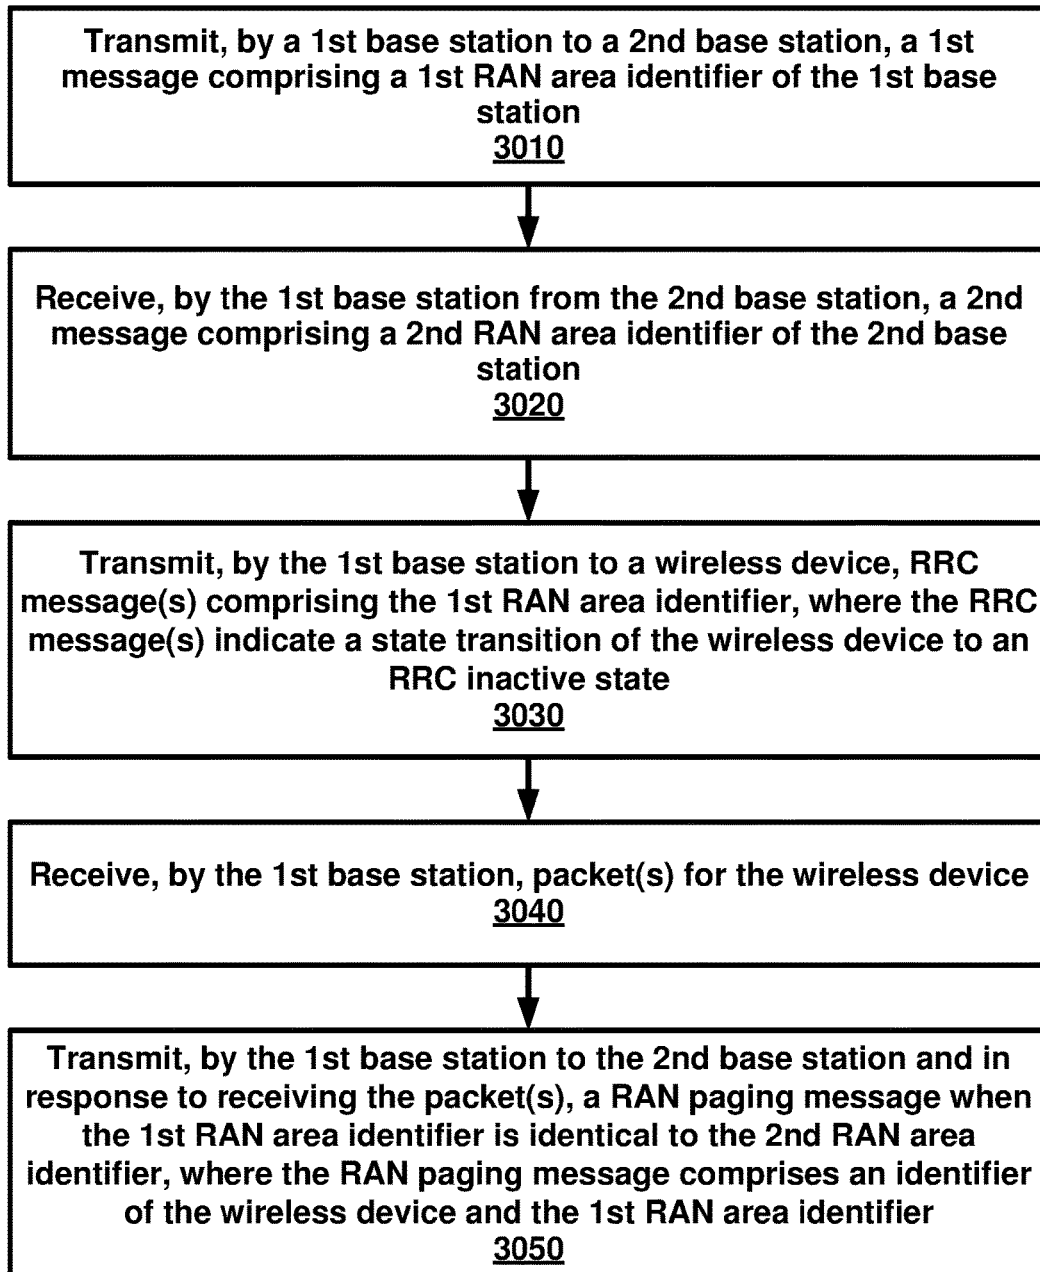 Transmit, by a 1st base station to a 2nd base station, a 1st
message comprising a 1st RAN area identifier of the 1st base
station
3010
Receive, by the 1st base station from the 2nd base station, a 2nd
message comprising a 2nd RAN area identifier of the 2nd base
station
3020
Transmit, by the 1st base station to a wireless device, RRC
message(s) comprising the 1st RAN area identifier, where the RRC
message(s) indicate a state transition of the wireless device to an
RRC inactive state
3030
Receive, by the 1st base station, packet(s) for the wireless device
3040
Transmit, by the 1st base station to the 2nd base station and in
response to receiving the packet(s), a RAN paging message when
the 1st RAN area identifier is identical to the 2nd RAN area
identifier, where the RAN paging message comprises an identifier
of the wireless device and the 1st RAN area identifier
3050